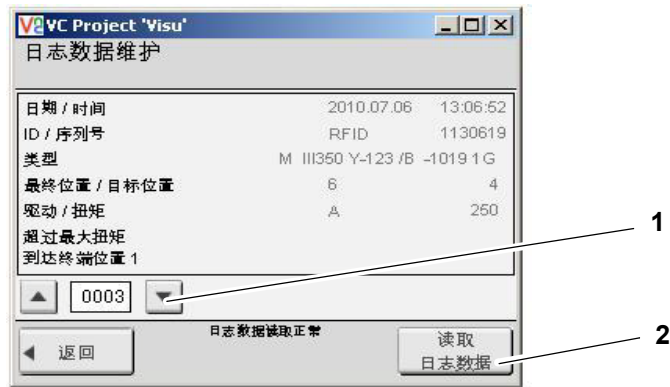 VC Project 'Visu'
日志数据维护
日期 / 时间 2010.07.06 13:06:52
ID / 序列号 RFID 1130619
类型 M III350 Y-123 /B -1019 1 G
最终位置 / 目标位置 6 4
驱动 / 扭矩 A 250
超过最大扭矩
到达终端位置 1
1
0003
日志数据读取正常
返回
读取
日志数据
2